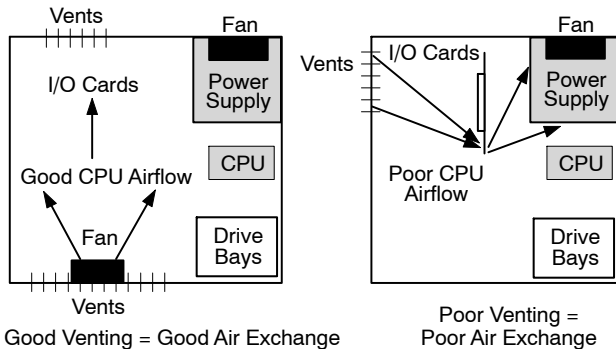 Vents
Fan
I/O Cards
Power
Supply
Good CPU Airflow
CPU
Fan
Drive
Bays
Vents
Good Venting = Good Air Exchange
Fan
Vents
I/O Cards
Power
Supply
Poor CPU
Airflow
CPU
Drive
Bays
Poor Venting =
Poor Air Exchange